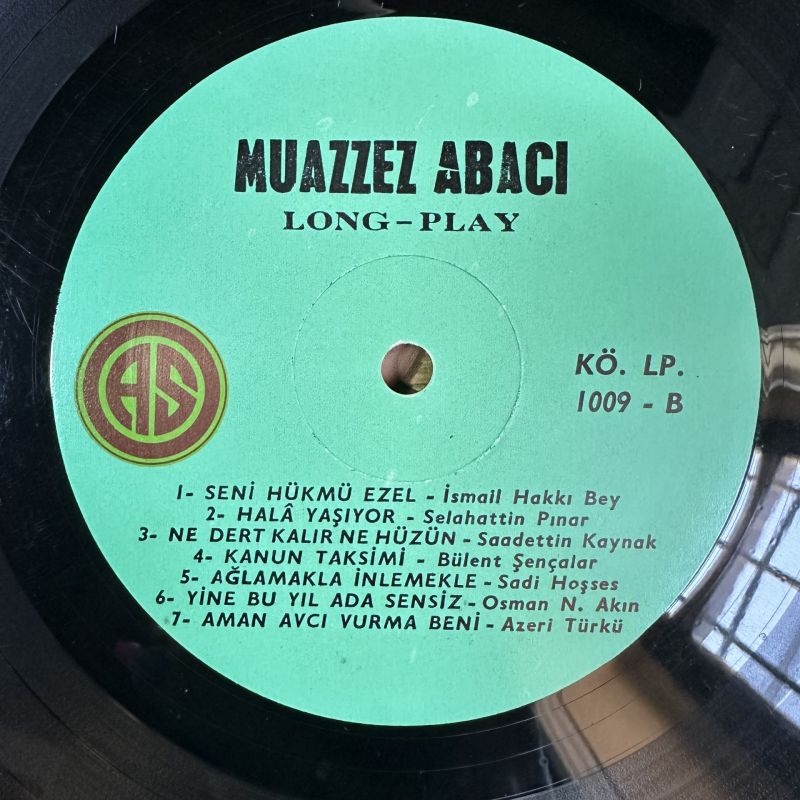 MUAZZEZ ABACI
LONG-PLAY
AS
KÖ. LP.
1009 - B
1- SENİ HÜKMÜ EZEL - İsmail Hakkı Bey
2- HALÂ YAŞIYOR - Selahattin Pınar
3- NE DERT KALIR NE HÜZÜN - Saadettin Kaynak
4- KANUN TAKSİMİ - Bülent Şençalar
5- AĞLAMAKLA İNLEMEKLE - Sadi Hoşses
6- YİNE BU YIL ADA SENSİZ - Osman N. Akın
7- AMAN AVCI VURMA BENİ - Azeri Türkü